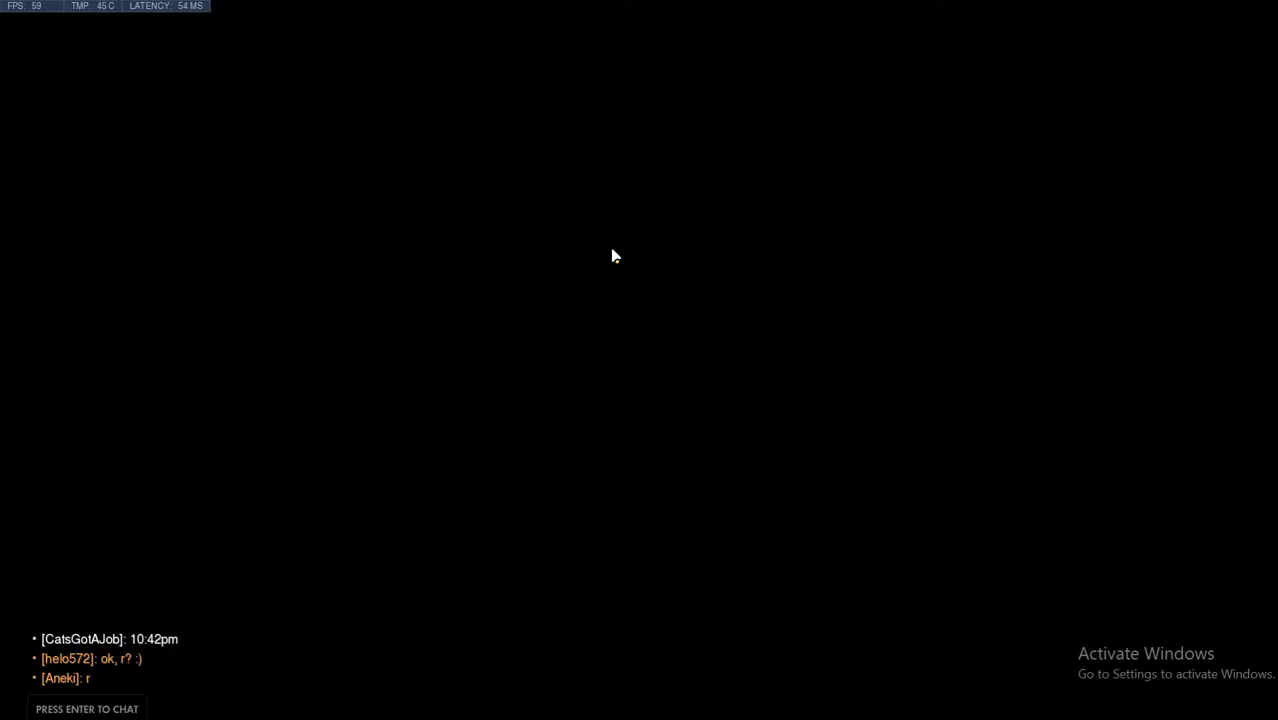 FPS: 59 TMP: 45 C LATENCY: 54 MS
• [CatsGotAJob]: 10:42pm
• [helo572]: ok, r? :)
• [Aneki]: r
PRESS ENTER TO CHAT
Activate Windows
Go to Settings to activate Windows.